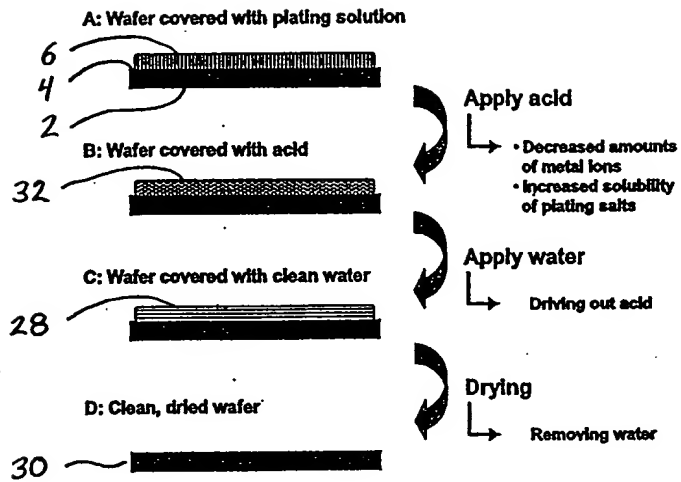 A: Wafer covered with plating solution
6
4
2
Apply acid
• Decreased amounts
of metal ions
• Increased solubility
of plating salts
B: Wafer covered with acid
32
Apply water
Driving out acid
C: Wafer covered with clean water
28
Drying
Removing water
D: Clean, dried wafer
30